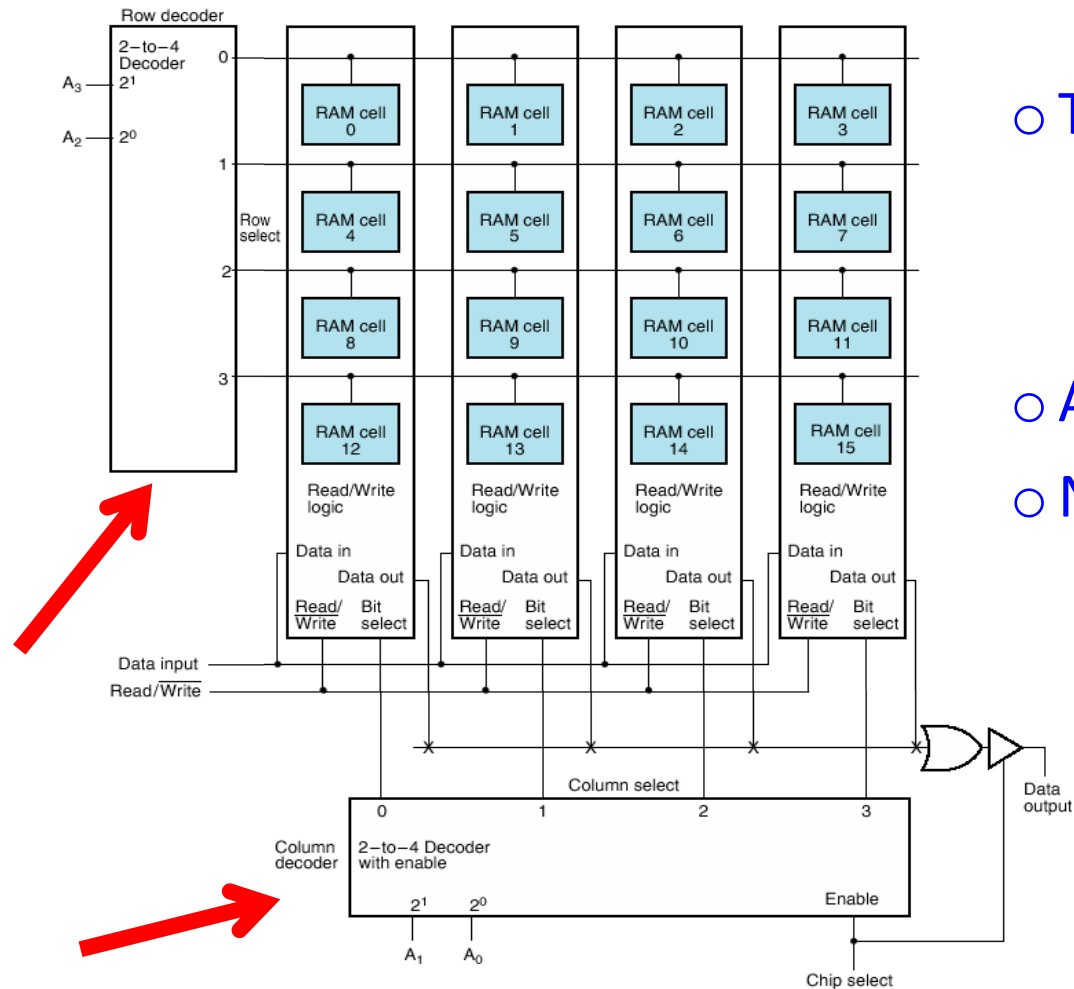 Row decoder
2−to−4
Decoder
0
A₃
2¹
A₂
2⁰
RAM cell
0
RAM cell
1
RAM cell
2
RAM cell
3
1
Row
select
RAM cell
4
RAM cell
5
RAM cell
6
RAM cell
7
2
RAM cell
8
RAM cell
9
RAM cell
10
RAM cell
11
3
RAM cell
12
RAM cell
13
RAM cell
14
RAM cell
15
Read/Write
logic
Read/Write
logic
Read/Write
logic
Read/Write
logic
Data in
Data in
Data in
Data in
Data out
Data out
Data out
Data out
Read/
Write
Bit
select
Read/
Write
Bit
select
Read/
Write
Bit
select
Read/
Write
Bit
select
Data input
Read/Write
X
X
X
X
Data
output
Column select
0
1
2
3
Column
decoder
2−to−4 Decoder
with enable
2¹
2⁰
Enable
A₁
A₀
Chip select
T
A